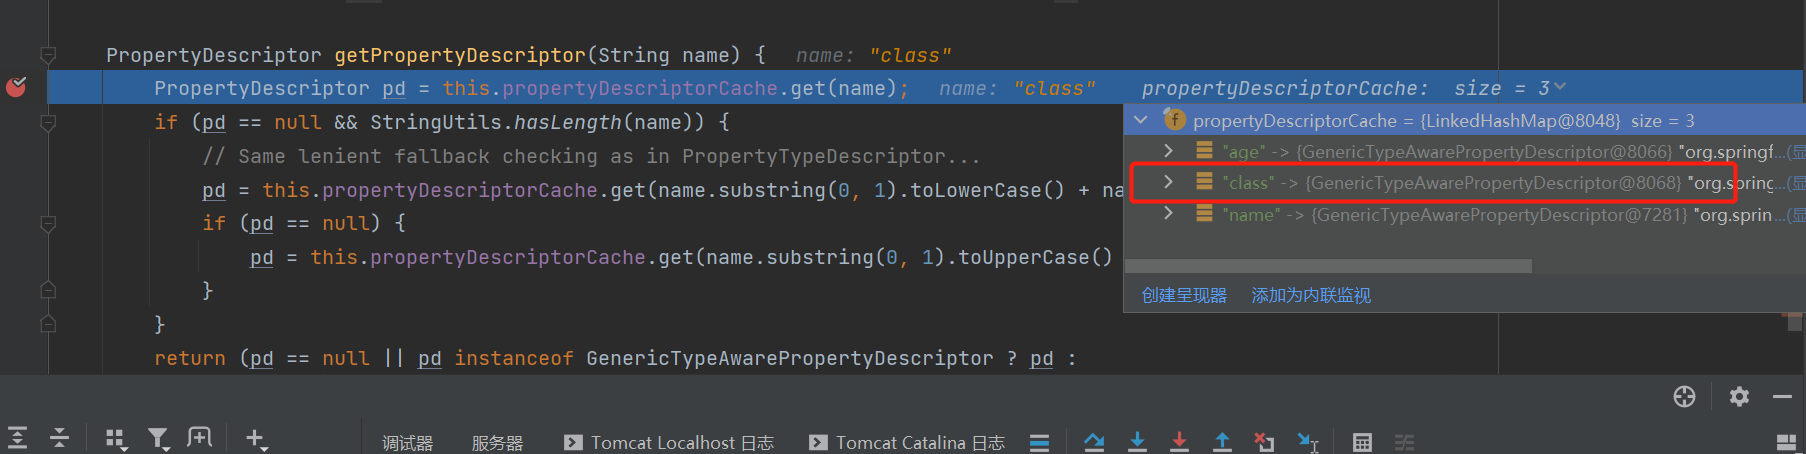 PropertyDescriptor getPropertyDescriptor(String name) {   name: "class"
PropertyDescriptor pd = this.propertyDescriptorCache.get(name);   name: "class"   propertyDescriptorCache:  size = 3
if (pd == null && StringUtils.hasLength(name)) {
// Same lenient fallback checking as in PropertyTypeDescriptor...
pd = this.propertyDescriptorCache.get(name.substring(0, 1).toLowerCase() + na
if (pd == null) {
pd = this.propertyDescriptorCache.get(name.substring(0, 1).toUpperCase()
}
}
return (pd == null || pd instanceof GenericTypeAwarePropertyDescriptor ? pd :
f propertyDescriptorCache = {LinkedHashMap@8048}  size = 3
"age" -> {GenericTypeAwarePropertyDescriptor@8066} "org.springf...(显
"class" -> {GenericTypeAwarePropertyDescriptor@8068} "org.spring...(显
"name" -> {GenericTypeAwarePropertyDescriptor@7281} "org.sprin...(显
创建呈现器 添加为内联监视
调试器 服务器 Tomcat Localhost 日志 Tomcat Catalina 日志